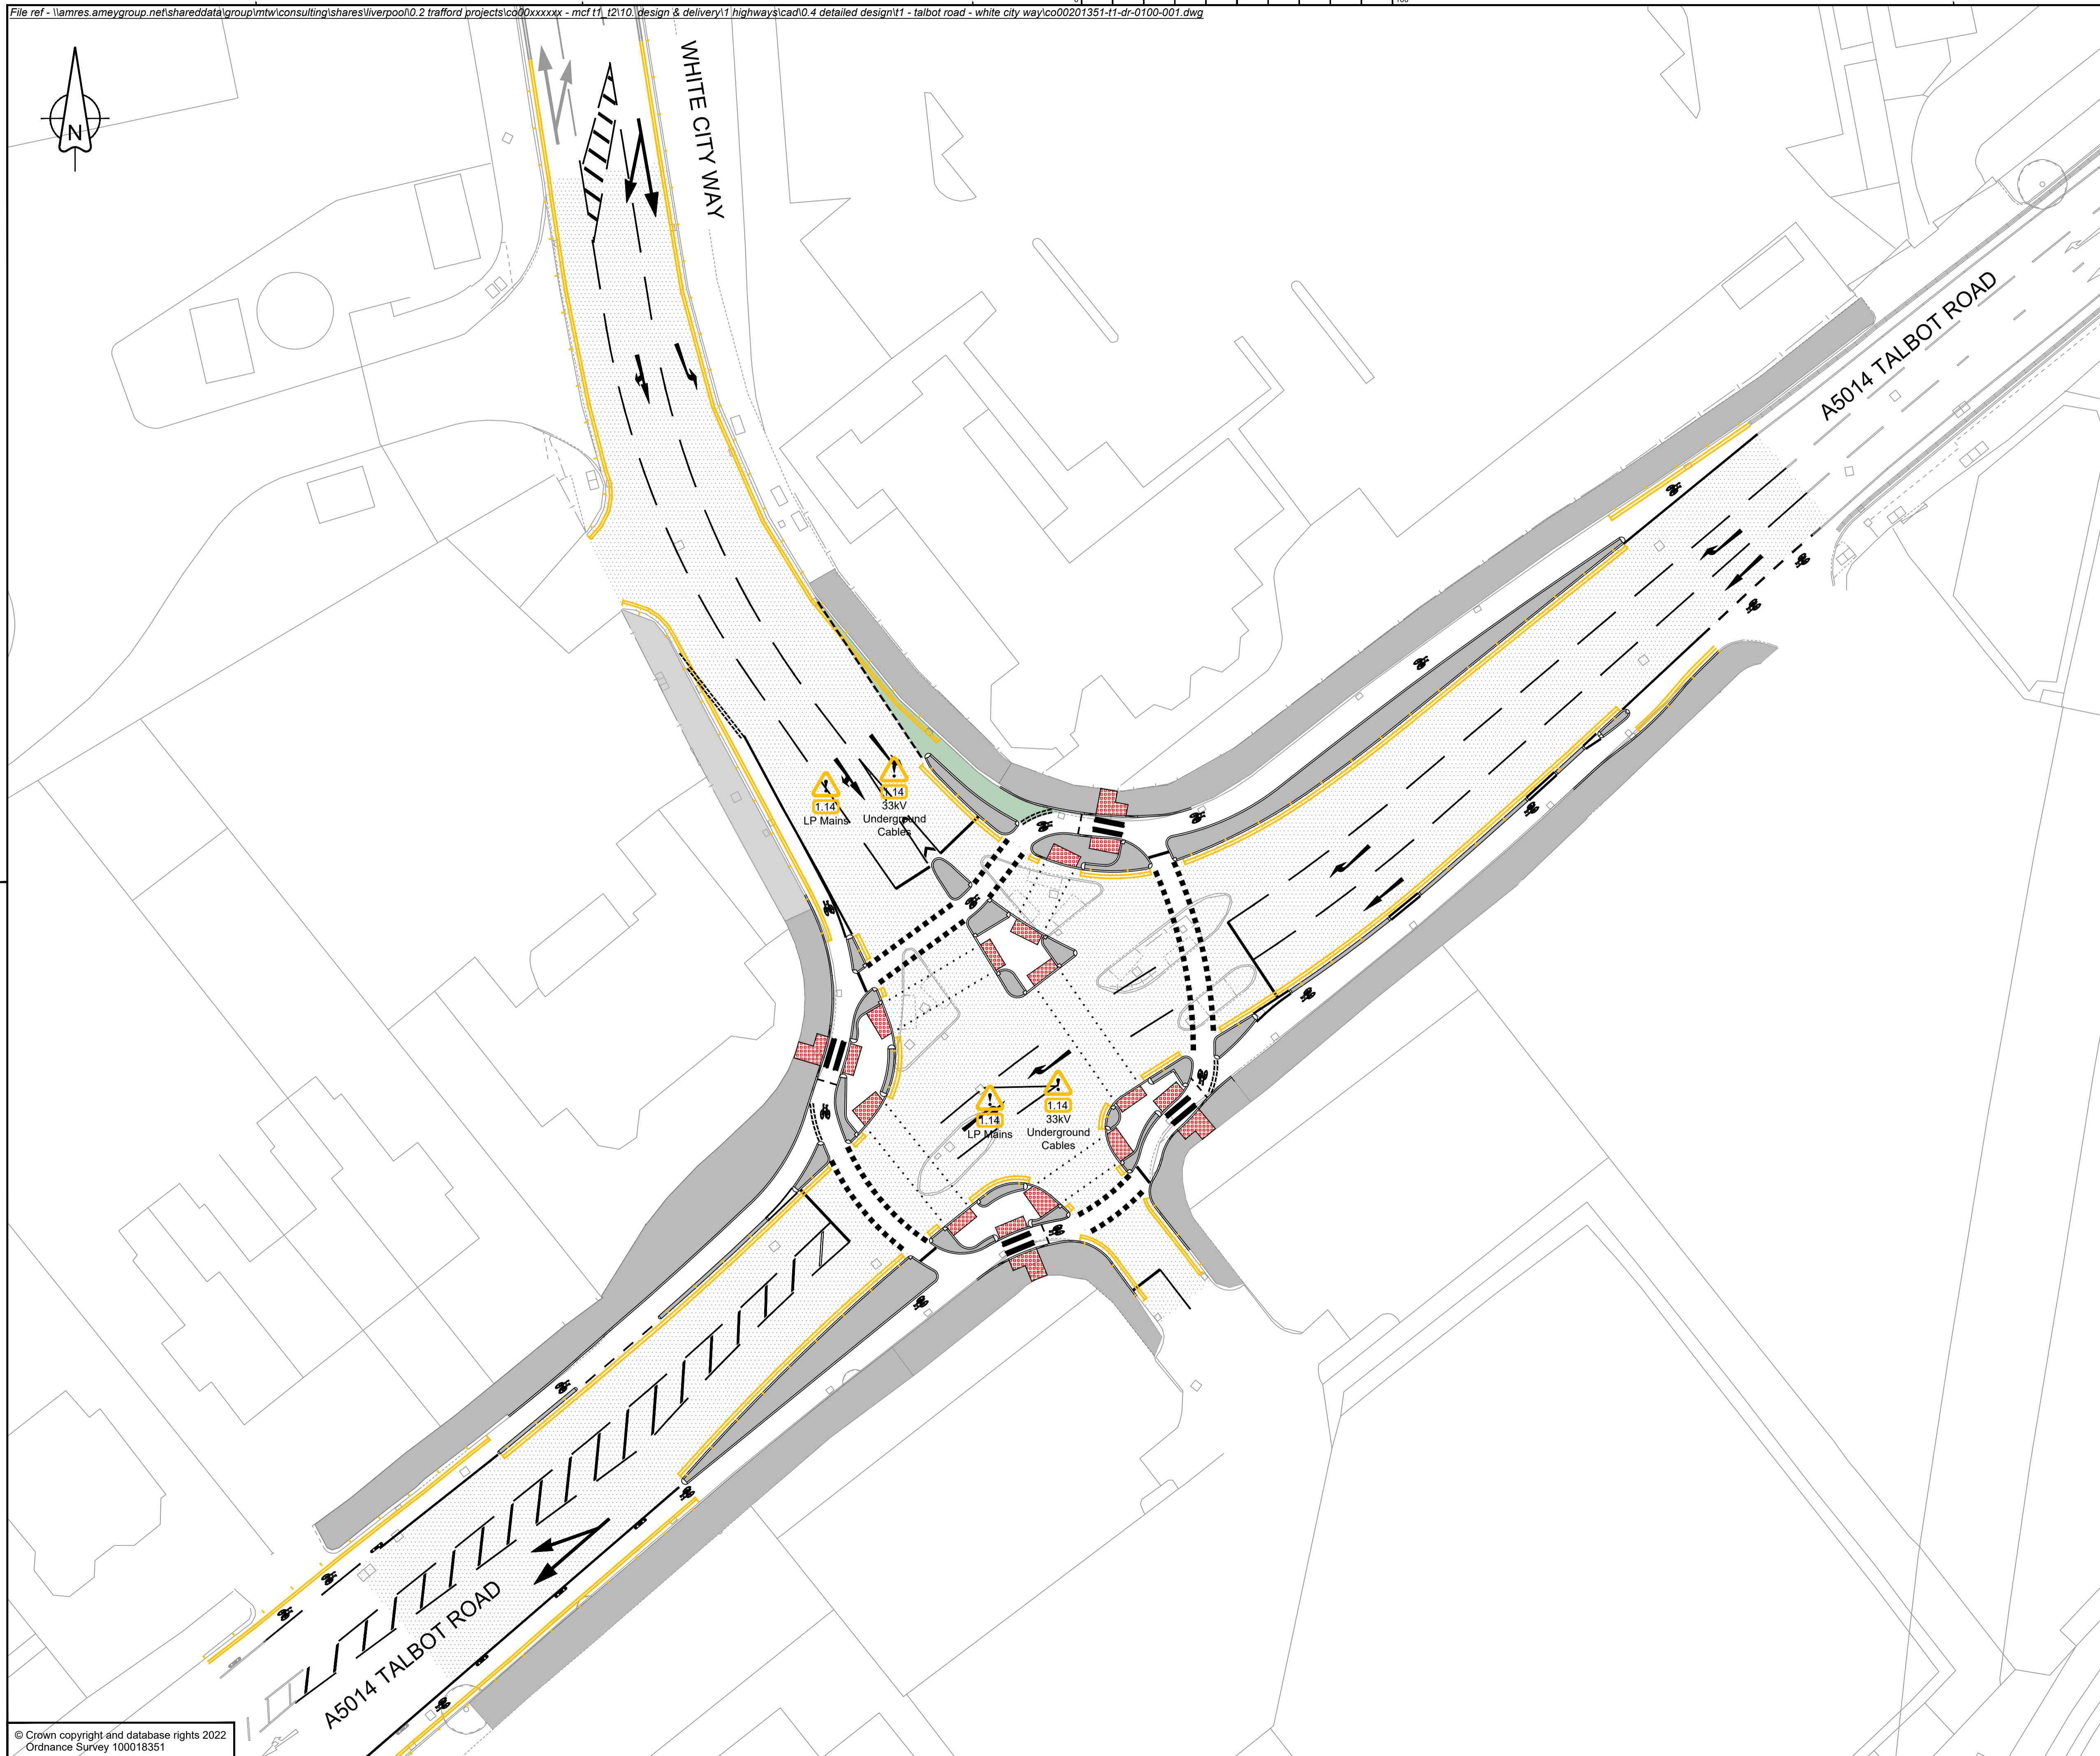 File ref - \\amres.ameygroup.net\shareddata\group\mtw\consulting\shares\liverpool\0.2 trafford projects\co00xxxxxx - mcf t1_t2\10. design & delivery\1 highways\cad\0.4 detailed design\t1 - talbot road - white city way\co00201351-t1-dr-0100-001.dwg
N
WHITE CITY WAY
A5014 TALBOT ROAD
1.14
LP Mains
1.14
33kV
Underground
Cables
1.14
LP Mains
1.14
33kV
Underground
Cables
A5014 TALBOT ROAD
© Crown copyright and database rights 2022
Ordnance Survey 100018351